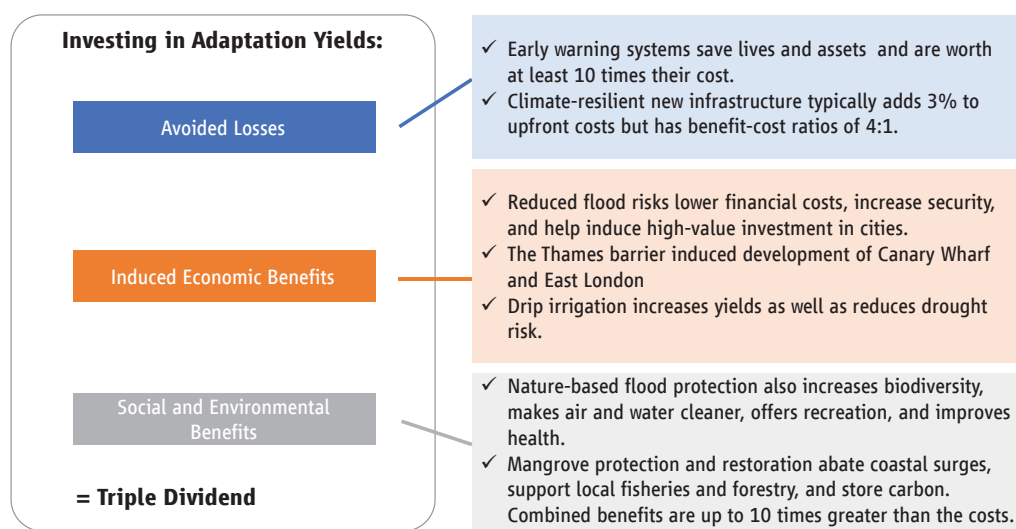 Investing in Adaptation Yields:
Avoided Losses
✓ Early warning systems save lives and assets and are worth
at least 10 times their cost.
✓ Climate-resilient new infrastructure typically adds 3% to
upfront costs but has benefit-cost ratios of 4:1.
Induced Economic Benefits
✓ Reduced flood risks lower financial costs, increase security,
and help induce high-value investment in cities.
✓ The Thames barrier induced development of Canary Wharf
and East London
✓ Drip irrigation increases yields as well as reduces drought
risk.
Social and Environmental
Benefits
✓ Nature-based flood protection also increases biodiversity,
makes air and water cleaner, offers recreation, and improves
health.
✓ Mangrove protection and restoration abate coastal surges,
support local fisheries and forestry, and store carbon.
Combined benefits are up to 10 times greater than the costs.
= Triple Dividend